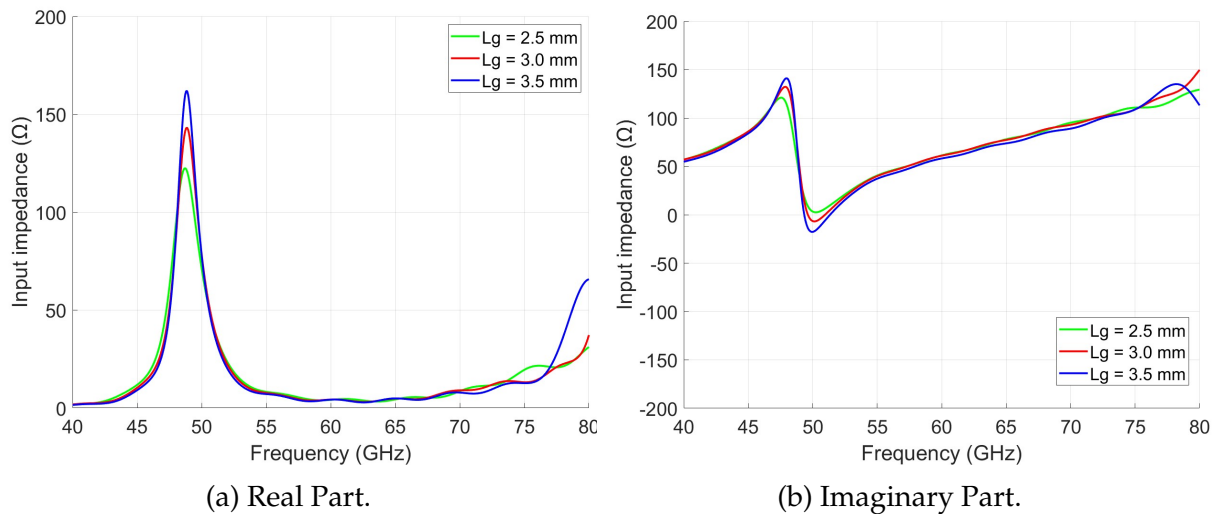 200
150
100
50
0
Input impedance (Ω)
40 45 50 55 60 65 70 75 80
Frequency (GHz)
Lg = 2.5 mm
Lg = 3.0 mm
Lg = 3.5 mm
(a) Real Part.
200
150
100
50
0
-50
-100
-150
-200
Input impedance (Ω)
40 45 50 55 60 65 70 75 80
Frequency (GHz)
Lg = 2.5 mm
Lg = 3.0 mm
Lg = 3.5 mm
(b) Imaginary Part.